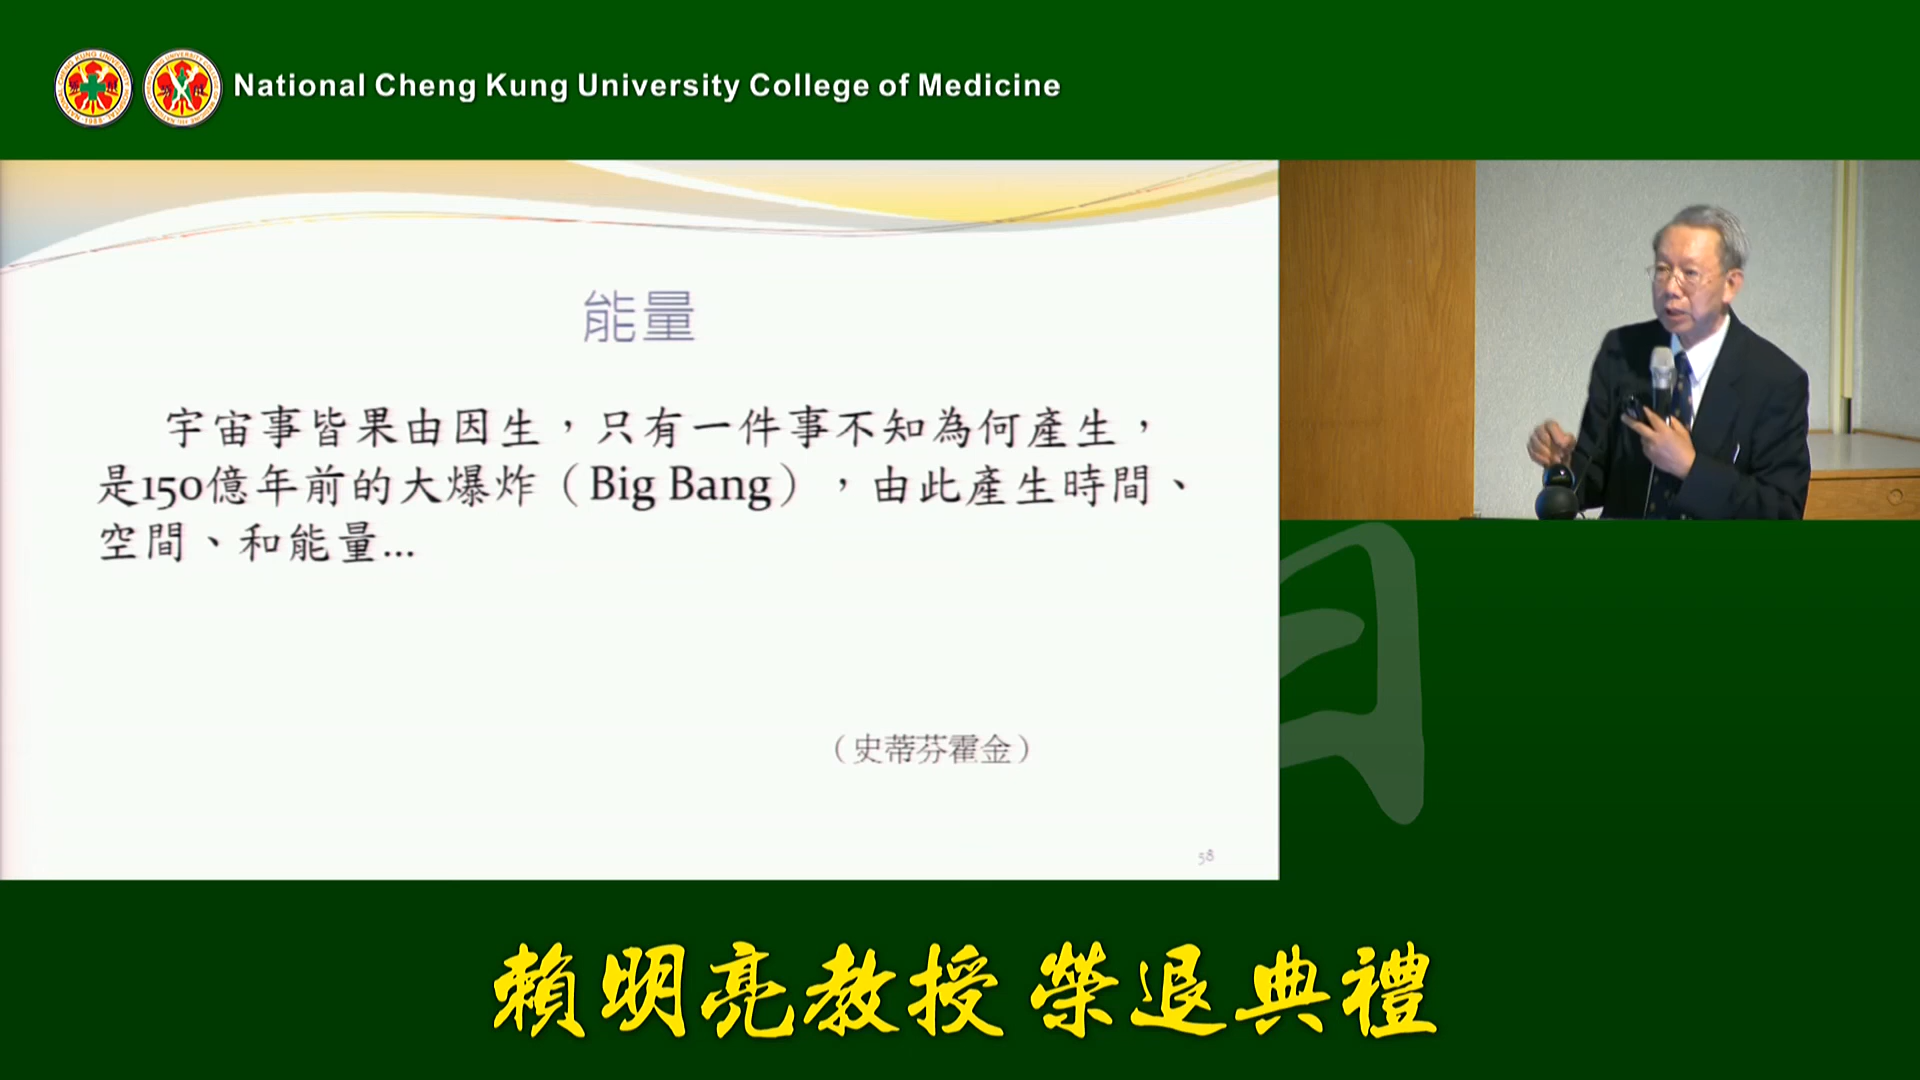 National Cheng Kung University College of Medicine
能量
宇宙事皆果由因生，只有一件事不知為何產生，
是150億年前的大爆炸（Big Bang），由此產生時間、
空間、和能量...
（史蒂芬霍金）
58
賴明亮教授 榮退典禮